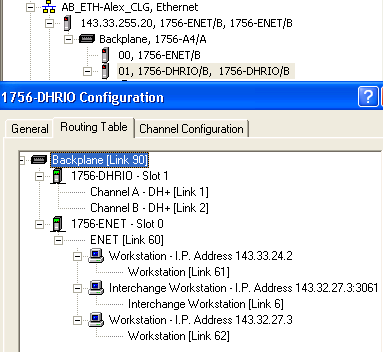 AB_ETH-Alex_CLG, Ethernet
143.33.255.20, 1756-ENET/B, 1756-ENET/B
Backplane, 1756-A4/A
00, 1756-ENET/B
01, 1756-DHRIO/B, 1756-DHRIO/B
1756-DHRIO Configuration
General
Routing Table
Channel Configuration
Backplane [Link 90]
1756-DHRIO - Slot 1
Channel A - DH+ [Link 1]
Channel B - DH+ [Link 2]
1756-ENET - Slot 0
ENET [Link 60]
Workstation - I.P. Address 143.33.24.2
Workstation [Link 61]
Interchange Workstation - I.P. Address 143.32.27.3:3061
Interchange Workstation [Link 6]
Workstation - I.P. Address 143.32.27.3
Workstation [Link 62]